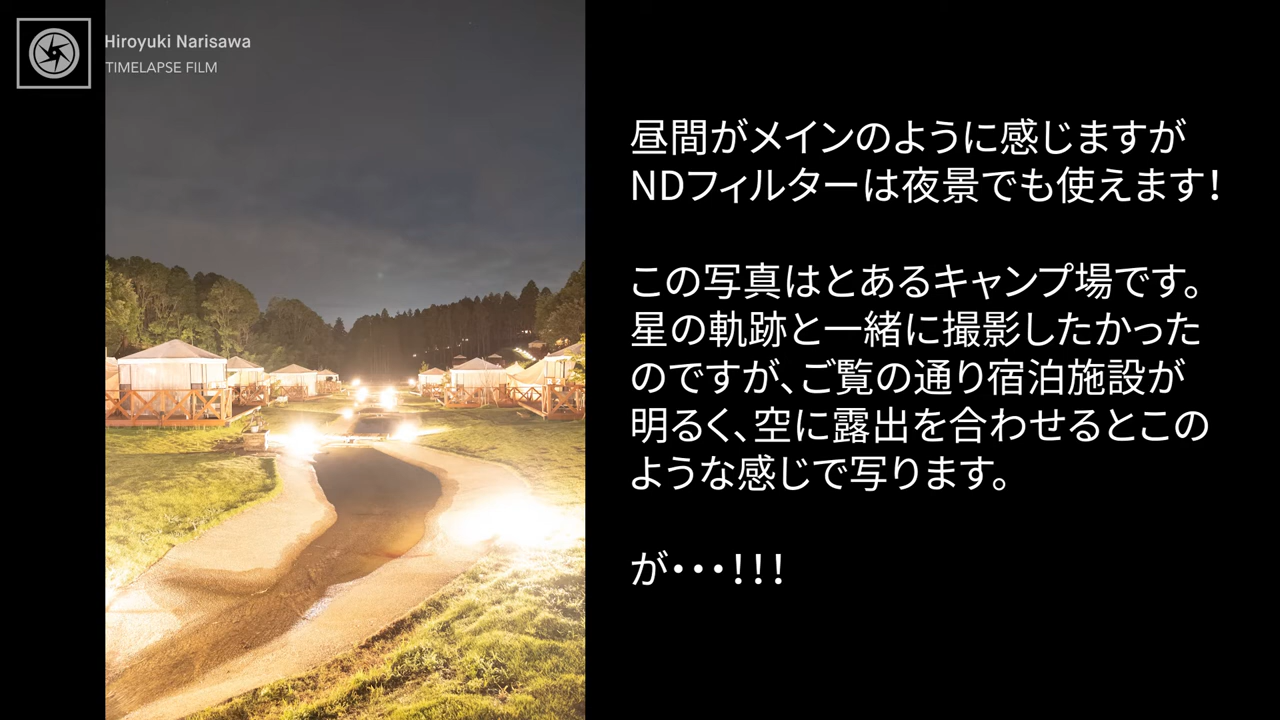 Hiroyuki Narisawa
TIMELAPSE FILM
昼間がメインのように感じますが
NDフィルターは夜景でも使えます！
この写真はとあるキャンプ場です。
星の軌跡と一緒に撮影したかった
のですが、ご覧の通り宿泊施設が
明るく、空に露出を合わせるとこの
ような感じで写ります。
が・・・！！！